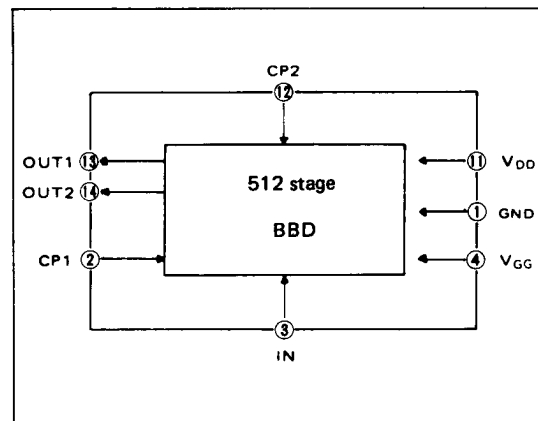 CP2
12
OUT1 13
OUT2 14
512 stage
BBD
11 VDD
1 GND
CP1 2
4 VGG
3
IN